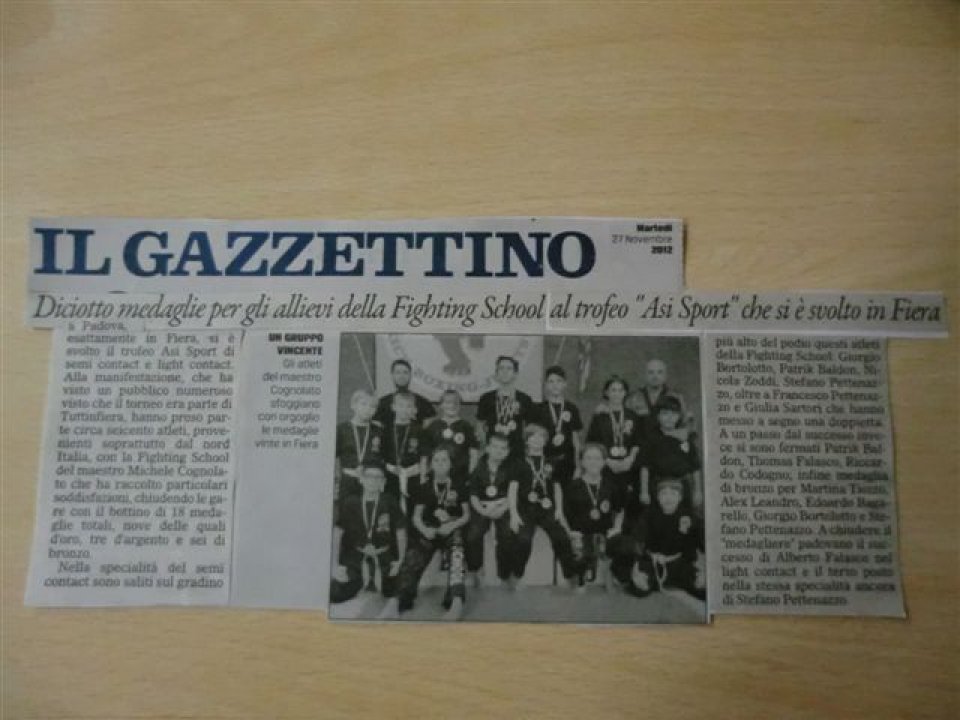 IL GAZZETTINO
Martedì
27 Novembre
2012
Diciotto medaglie per gli allievi della Fighting School al trofeo "Asi Sport" che si è svolto in Fiera
a Padova,
esattamente in Fiera, si è
svolto il trofeo Asi Sport di
semi contact e light contact.
Alla manifestazione, che ha
visto un pubblico numeroso
visto che il torneo era parte di
Tuttinfiera, hanno preso par-
te circa seicento atleti, prove-
nienti soprattutto dal nord
Italia, con la Fighting School
del maestro Michele Cognola-
to che ha raccolto particolari
soddisfazioni, chiudendo le ga-
re con il bottino di 18 meda-
glie totali, nove delle quali
d'oro, tre d'argento e sei di
bronzo.
Nella specialità del semi
contact sono saliti sul gradino
UN GRUPPO
VINCENTE
Gli atleti
del maestro
Cognolato
sfoggiano
con orgoglio
le medaglie
vinte in Fiera
più alto del podio questi atleti
della Fighting School: Giorgio
Bortolotto, Patrik Baldon, Ni-
cola Zoddi, Stefano Pettenaz-
zo, oltre a Francesco Pettenaz-
zo e Giulia Sartori che hanno
messo a segno una doppietta.
A un passo dal successo inve-
ce si sono fermati Patrik Bal-
don, Thomas Falasco, Riccar-
do Codogno; infine medaglia
di bronzo per Martina
Alex Leandro, Edoardo Baga-
rello, Giorgio Bortolotto e Ste-
fano Pettenazzo. A chiudere il
"medagliere" padovano il suc-
cesso di Alberto Falasco nel
light contact e il terzo posto
nella stessa specialità ancora
di Stefano Pettenazzo.